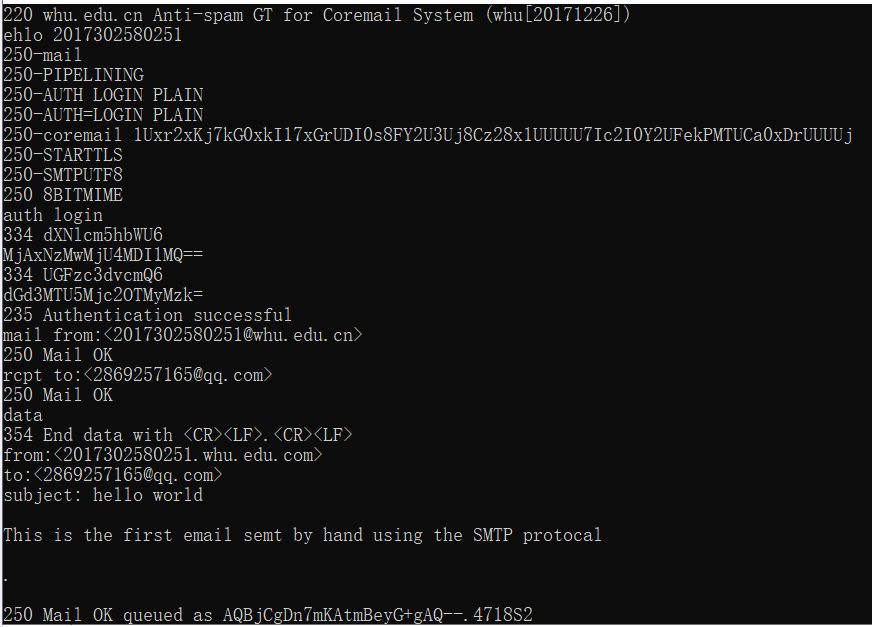 220 whu.edu.cn Anti-spam GT for Coremail System (whu[20171226])
ehlo 2017302580251
250-mail
250-PIPELINING
250-AUTH LOGIN PLAIN
250-AUTH=LOGIN PLAIN
250-coremail 1Uxr2xKj7kG0xkI17xGrUDI0s8FY2U3Uj8Cz28x1UUUUU7Ic2I0Y2UFekPMTUCa0xDrUUUUj
250-STARTTLS
250-SMTPUTF8
250 8BITMIME
auth login
334 dXNlcm5hbWU6
MjAxNzMwMjU4MDI1MQ==
334 UGFzc3dvcmQ6
dGd3MTU5Mjc2OTMyMzk=
235 Authentication successful
mail from:<2017302580251@whu.edu.cn>
250 Mail OK
rcpt to:<2869257165@qq.com>
250 Mail OK
data
354 End data with <CR><LF>.<CR><LF>
from:<2017302580251.whu.edu.com>
to:<2869257165@qq.com>
subject: hello world
This is the first email semt by hand using the SMTP protocal
.
250 Mail OK queued as AQBjCgDn7mKAtmBeyG+gAQ--.4718S2